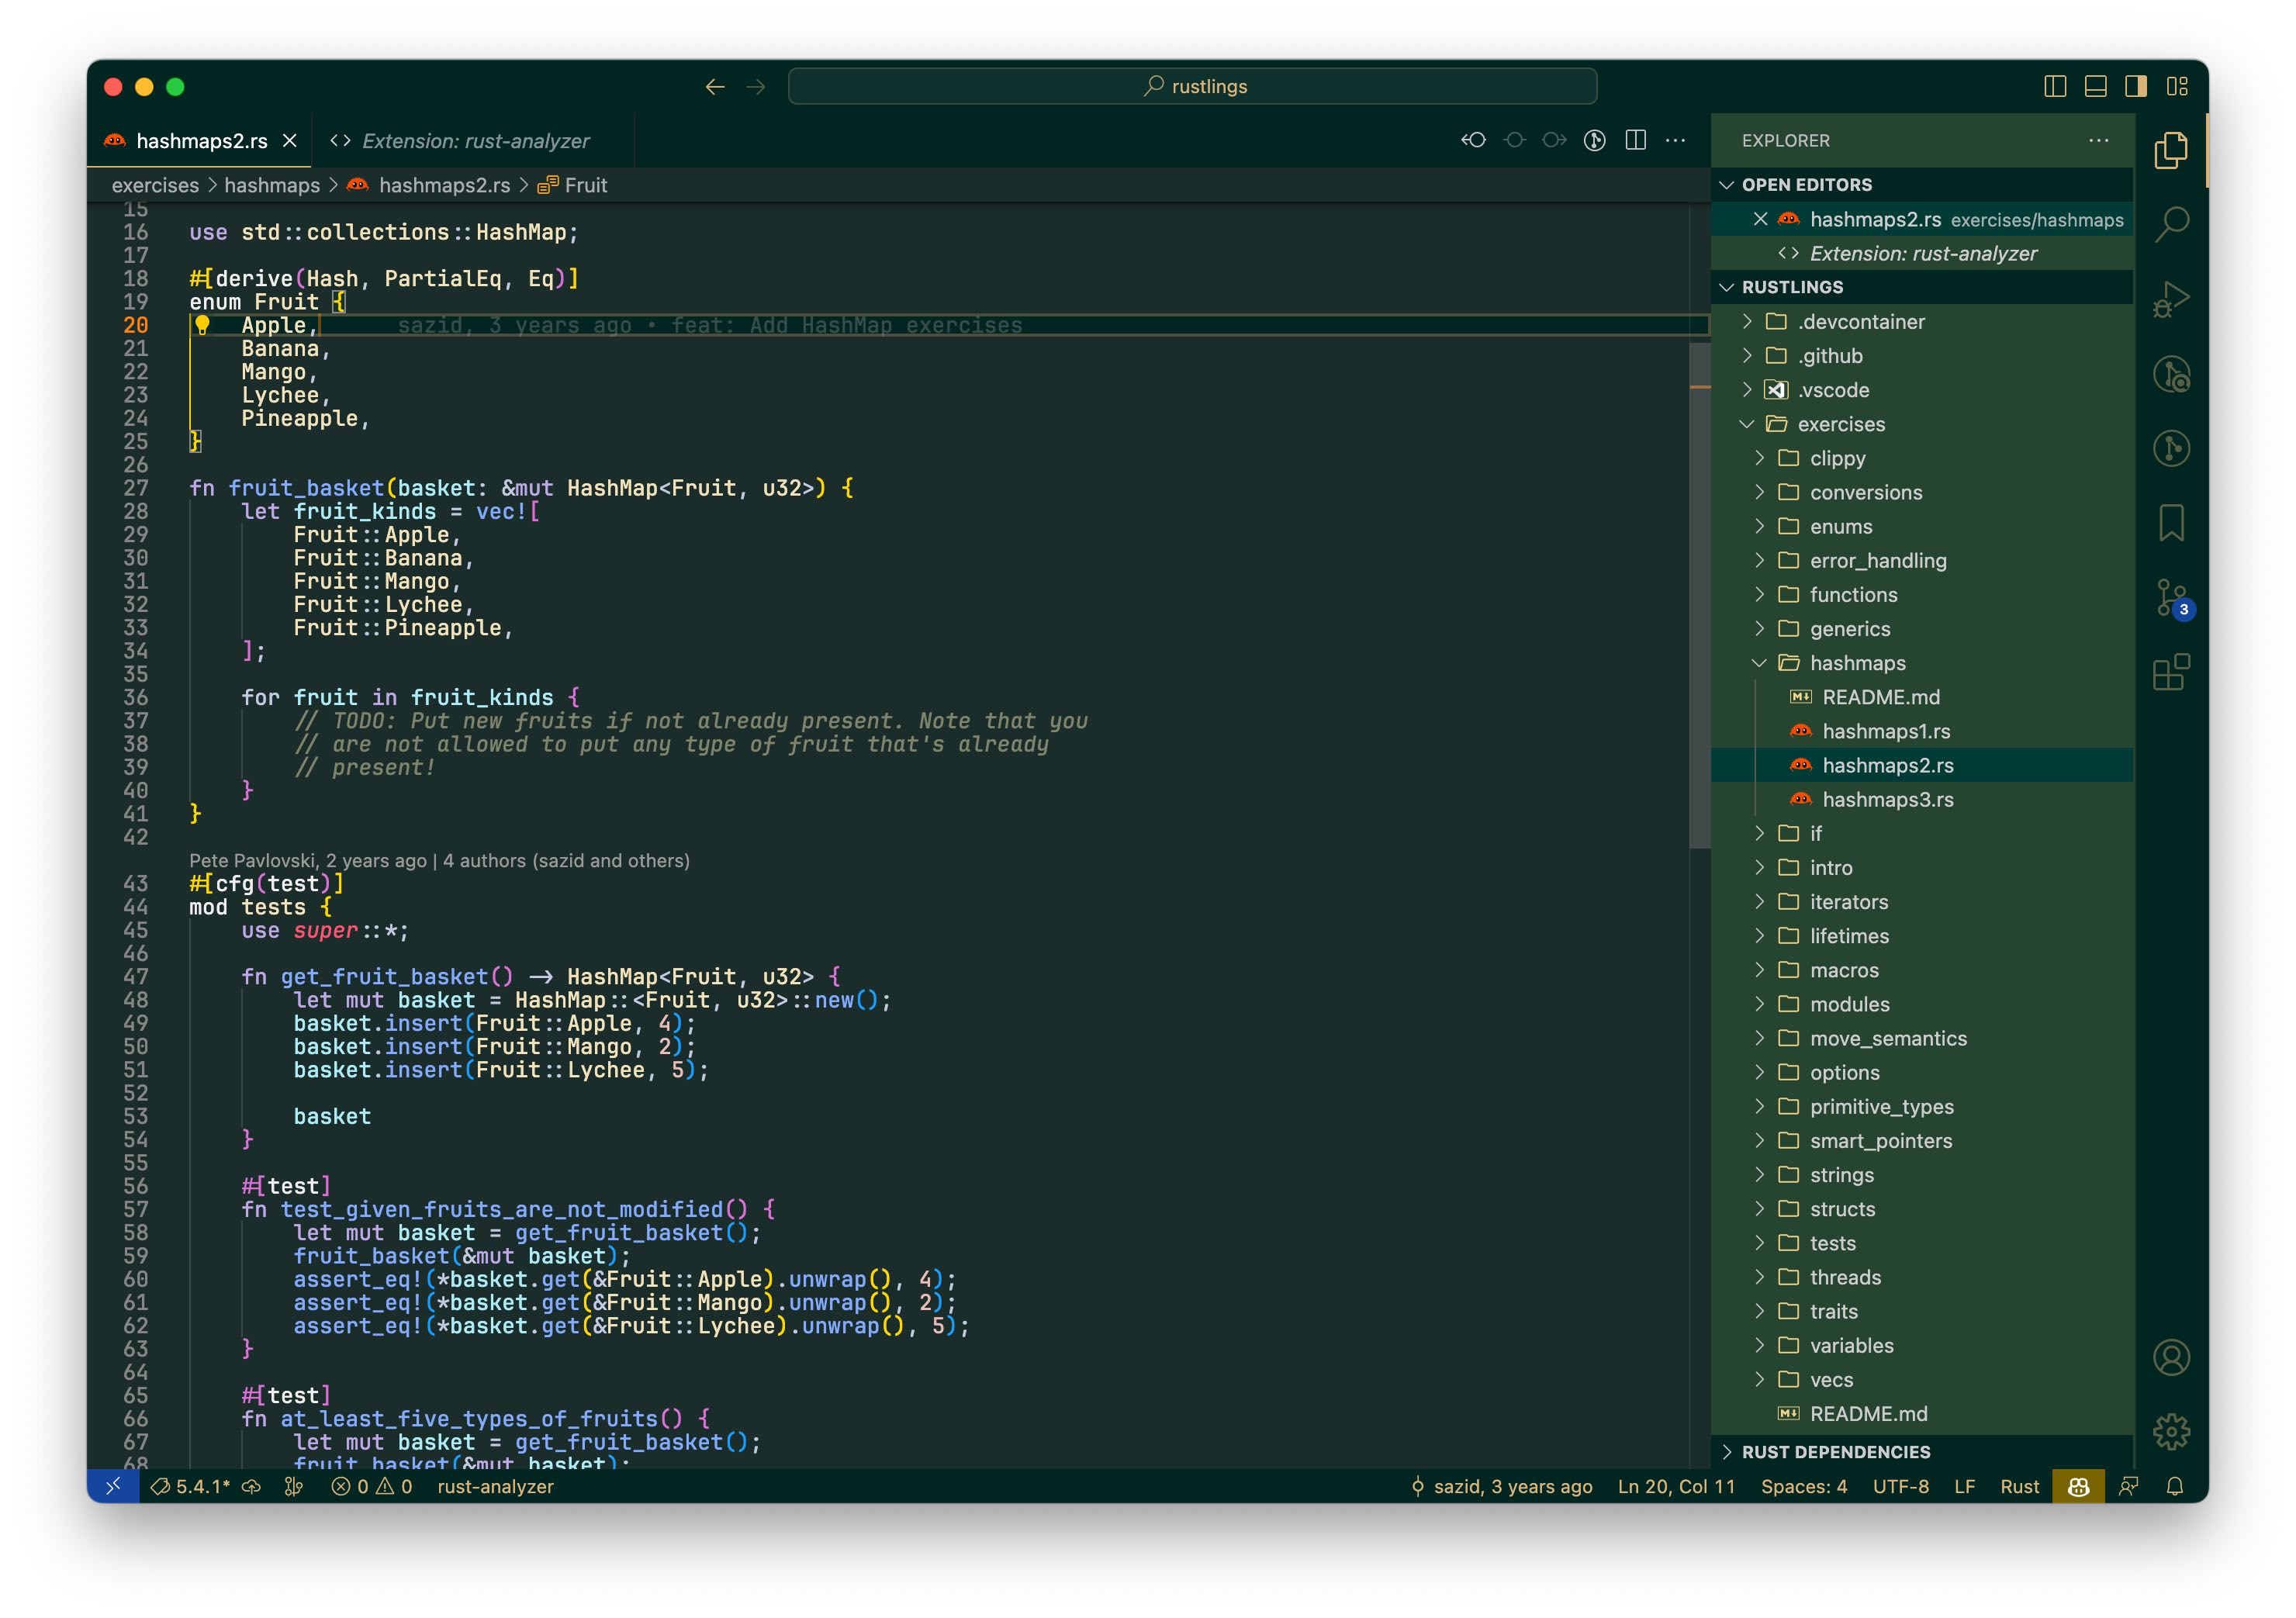 rustlings
hashmaps2.rs
Extension: rust-analyzer
exercises > hashmaps > hashmaps2.rs > Fruit
15
16 use std::collections::HashMap;
17
18 #[derive(Hash, PartialEq, Eq)]
19 enum Fruit {
20 Apple, sazid, 3 years ago • feat: Add HashMap exercises
21 Banana,
22 Mango,
23 Lychee,
24 Pineapple,
25 }
26
27 fn fruit_basket(basket: &mut HashMap<Fruit, u32>) {
28 let fruit_kinds = vec![
29 Fruit::Apple,
30 Fruit::Banana,
31 Fruit::Mango,
32 Fruit::Lychee,
33 Fruit::Pineapple,
34 ];
35
36 for fruit in fruit_kinds {
37 // TODO: Put new fruits if not already present. Note that you
38 // are not allowed to put any type of fruit that's already
39 // present!
40 }
41 }
42
Pete Pavlovski, 2 years ago | 4 authors (sazid and others)
43 #[cfg(test)]
44 mod tests {
45 use super::*;
46
47 fn get_fruit_basket() -> HashMap<Fruit, u32> {
48 let mut basket = HashMap::<Fruit, u32>::new();
49 basket.insert(Fruit::Apple, 4);
50 basket.insert(Fruit::Mango, 2);
51 basket.insert(Fruit::Lychee, 5);
52
53 basket
54 }
55
56 #[test]
57 fn test_given_fruits_are_not_modified() {
58 let mut basket = get_fruit_basket();
59 fruit_basket(&mut basket);
60 assert_eq!(*basket.get(&Fruit::Apple).unwrap(), 4);
61 assert_eq!(*basket.get(&Fruit::Mango).unwrap(), 2);
62 assert_eq!(*basket.get(&Fruit::Lychee).unwrap(), 5);
63 }
64
65 #[test]
66 fn at_least_five_types_of_fruits() {
67 let mut basket = get_fruit_basket();
68 fruit_basket(&mut basket);
EXPLORER
OPEN EDITORS
hashmaps2.rs exercises/hashmaps
Extension: rust-analyzer
RUSTLINGS
.devcontainer
.github
.vscode
exercises
clippy
conversions
enums
error_handling
functions
generics
hashmaps
README.md
hashmaps1.rs
hashmaps2.rs
hashmaps3.rs
if
intro
iterators
lifetimes
macros
modules
move_semantics
options
primitive_types
smart_pointers
strings
structs
tests
threads
traits
variables
vecs
README.md
RUST DEPENDENCIES
3
5.4.1* 0 0 rust-analyzer
sazid, 3 years ago Ln 20, Col 11 Spaces: 4 UTF-8 LF Rust